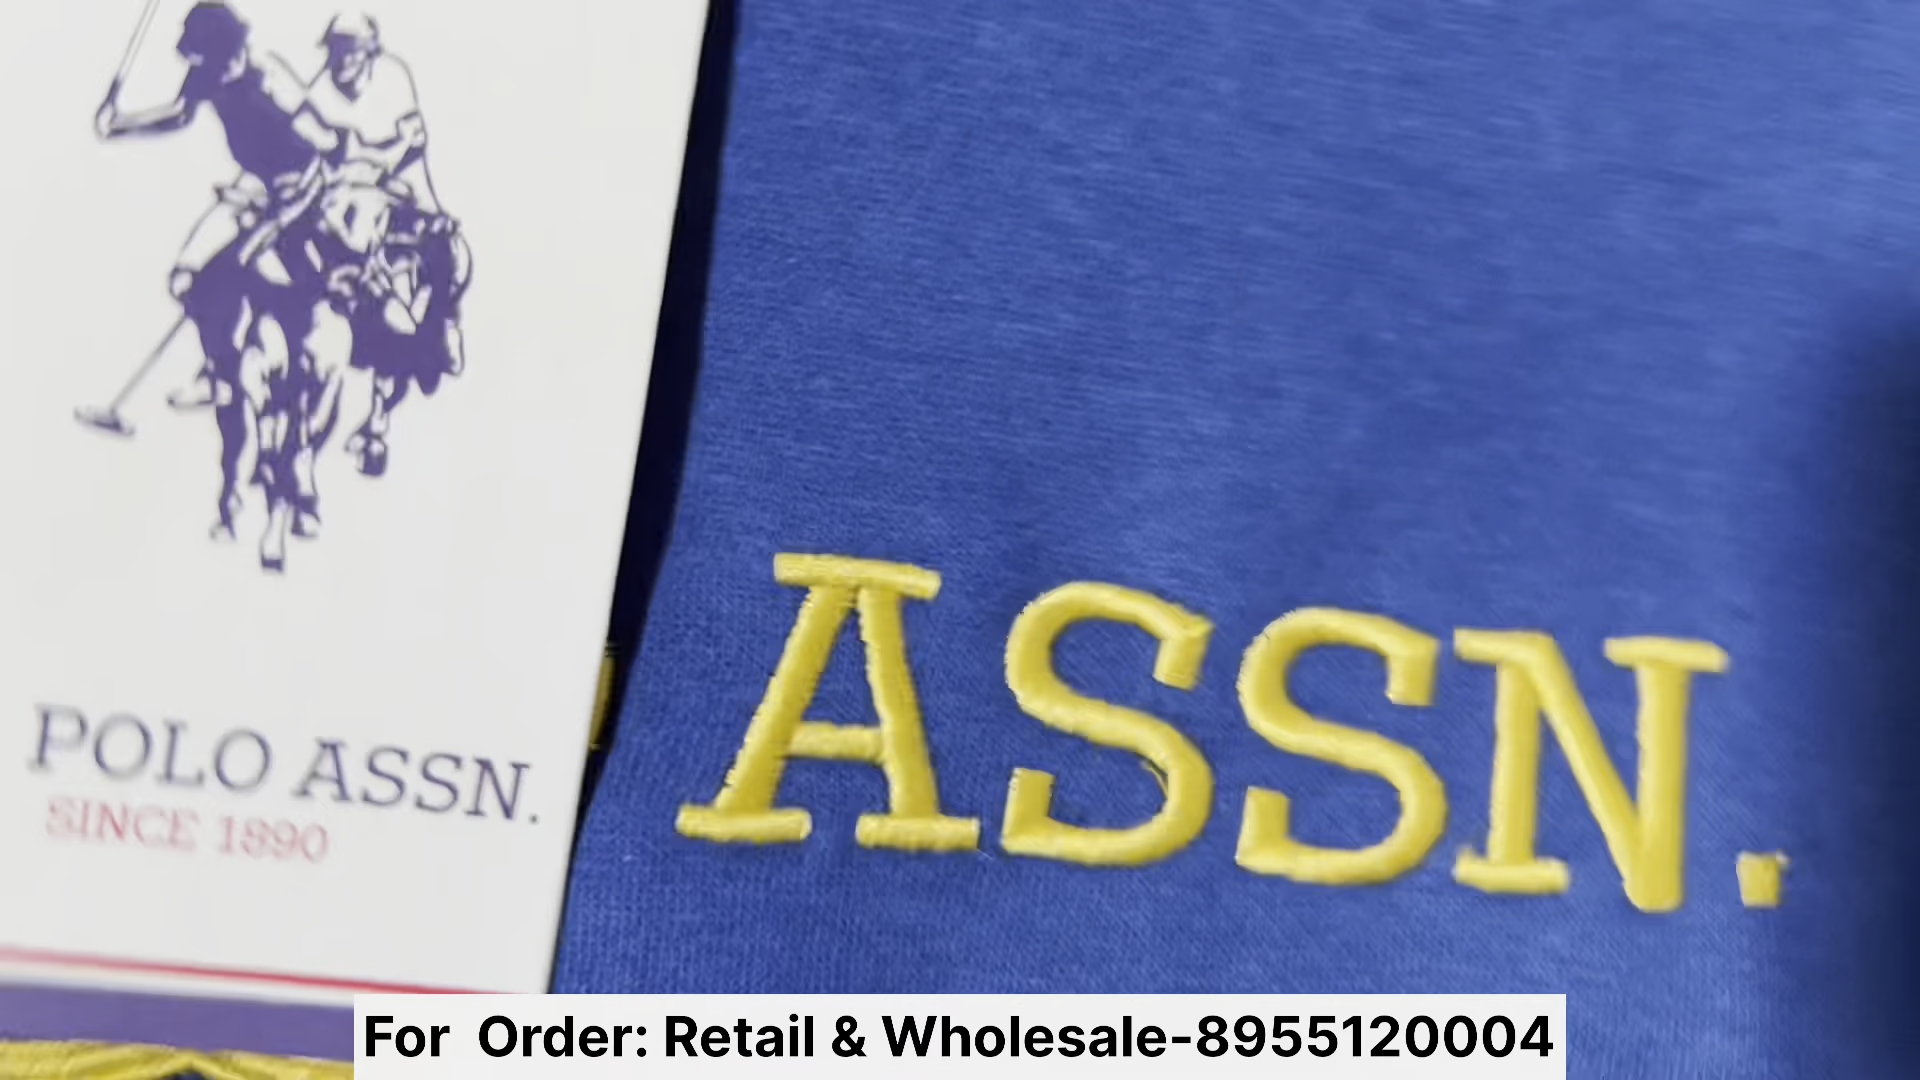 POLO ASSN.
SINCE 1890
ASSN.
For Order: Retail & Wholesale-8955120004